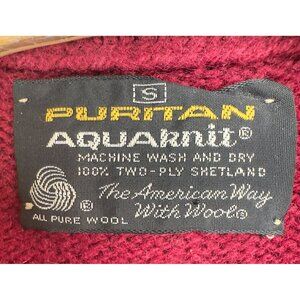 S
PURITAN
AQUAknit®
MACHINE WASH AND DRY
100% TWO-PLY SHETLAND
The American Way
With Wool®
®
ALL PURE WOOL